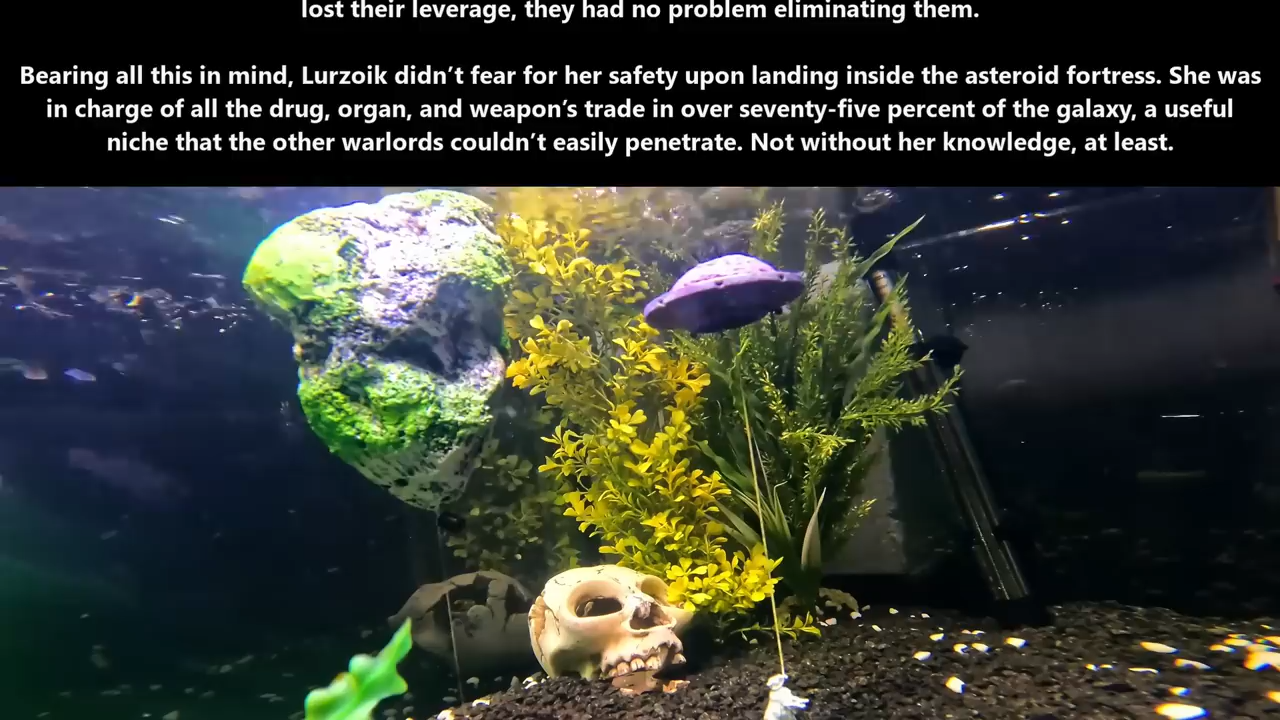 lost their leverage, they had no problem eliminating them.
Bearing all this in mind, Lurzoik didn’t fear for her safety upon landing inside the asteroid fortress. She was
in charge of all the drug, organ, and weapon’s trade in over seventy-five percent of the galaxy, a useful
niche that the other warlords couldn’t easily penetrate. Not without her knowledge, at least.